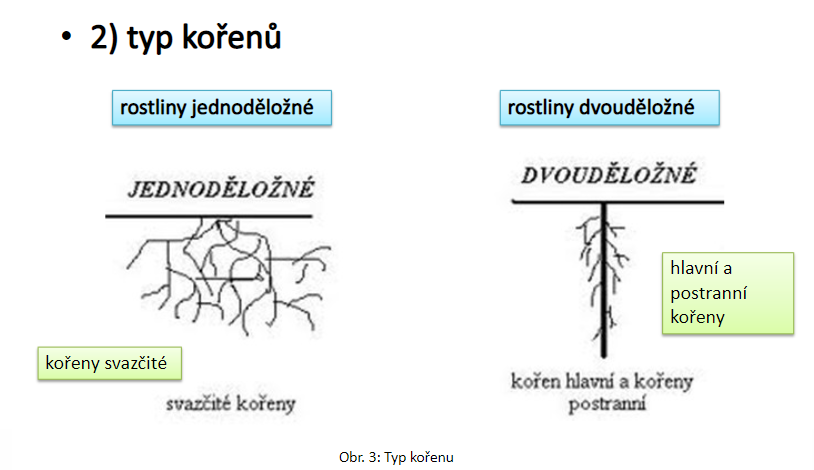 • 2) typ kořenů
rostliny jednoděložné
rostliny dvouděložné
JEDNODĚLOŽNÉ
DVOUDĚLOŽNÉ
hlavní a
postranní
kořeny
kořeny svazčité
svazčité kořeny
kořen hlavní a kořeny
postranní
Obr. 3: Typ kořenu